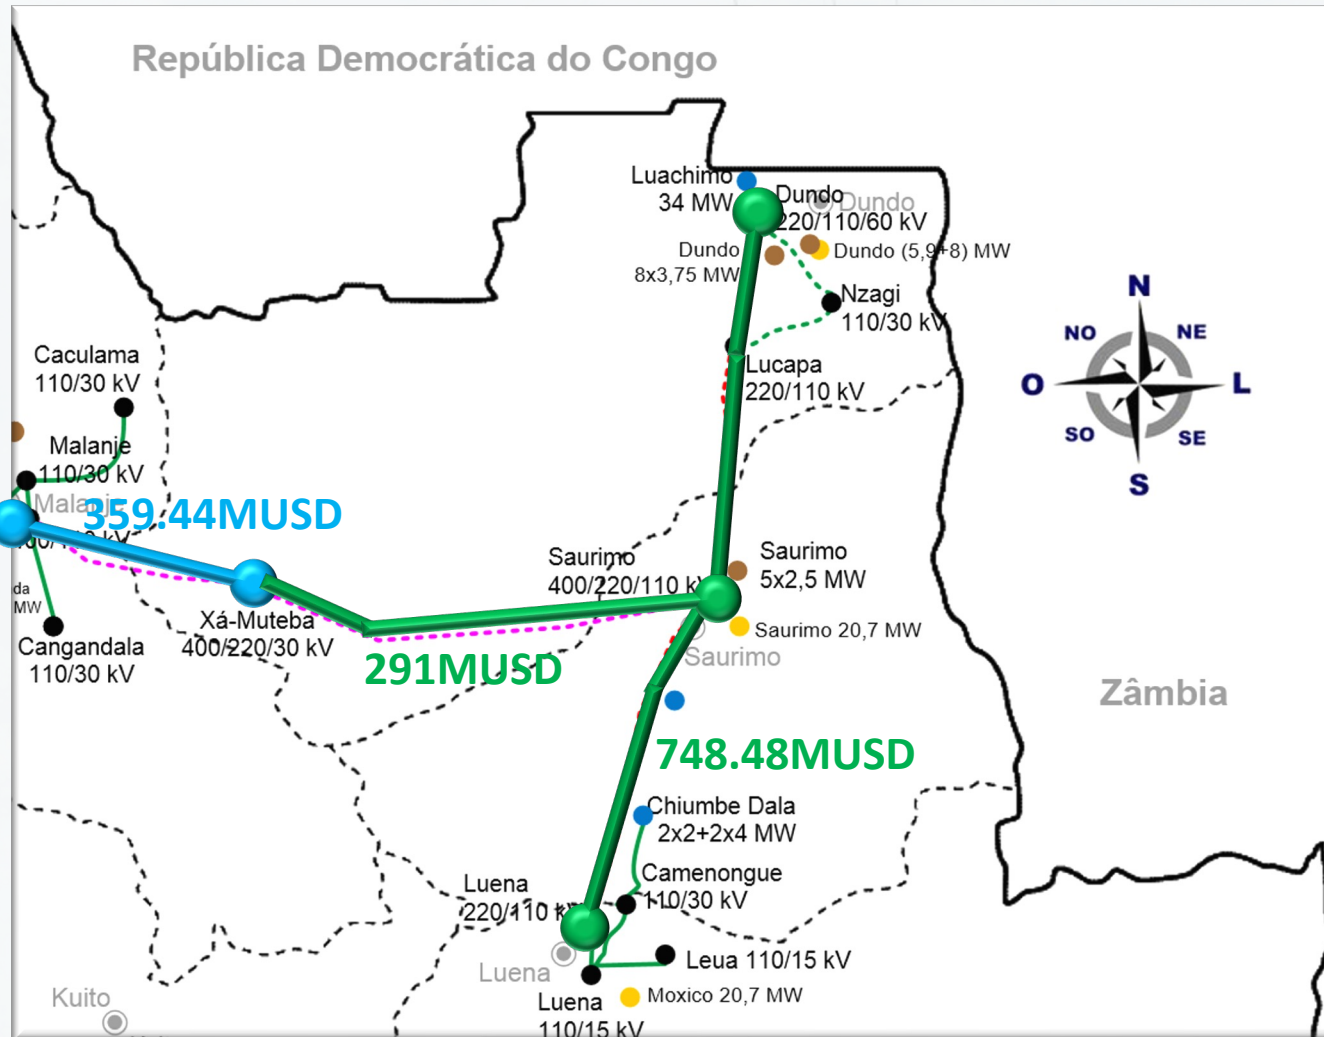 República Democrática do Congo
Luachimo
34 MW
Dundo
220/110/60 kV
Dundo
Dundo
8x3,75 MW
Dundo (5,9+8) MW
Nzagi
110/30 kV
Lucapa
220/110 kV
N
NO
NE
O
L
SO
SE
S
Caculama
110/30 kV
Malanje
110/30 kV
Malanje
359.44MUSD
da
MW
Cangandala
110/30 kV
Xá-Muteba
400/220/30 kV
Saurimo
400/220/110 kV
Saurimo
5x2,5 MW
Saurimo 20,7 MW
Saurimo
291MUSD
Zâmbia
748.48MUSD
Chiumbe Dala
2x2+2x4 MW
Camenongue
110/30 kV
Luena
220/110 kV
Luena
Leua 110/15 kV
Moxico 20,7 MW
Luena
110/15 kV
Kuito